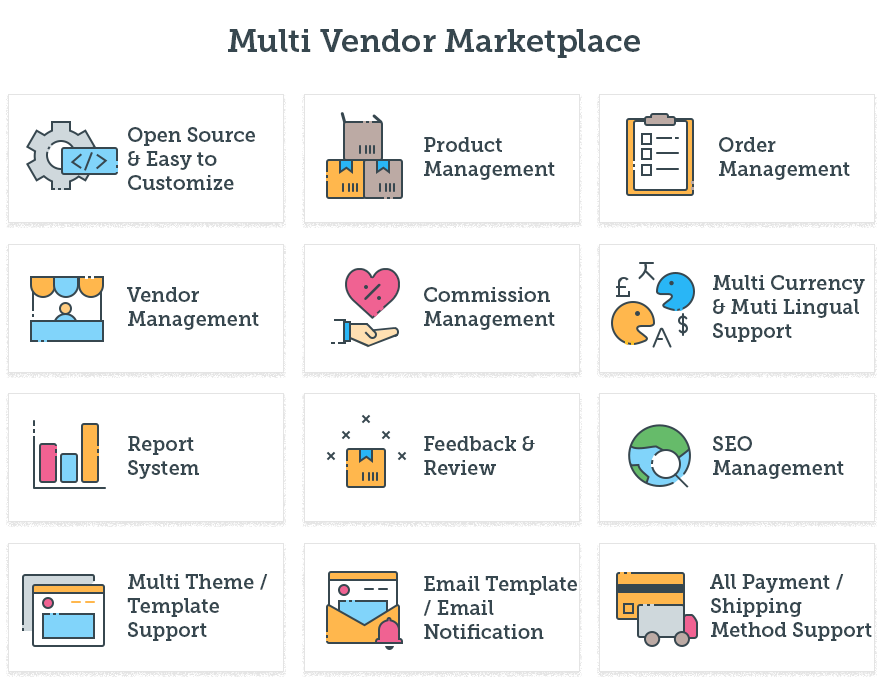 Multi Vendor Marketplace
Open Source
& Easy to
Customize
Product
Management
Order
Management
Vendor
Management
Commission
Management
Multi Currency
& Muti Lingual
Support
Report
System
Feedback &
Review
SEO
Management
Multi Theme /
Template
Support
Email Template
/ Email
Notification
All Payment /
Shipping
Method Support